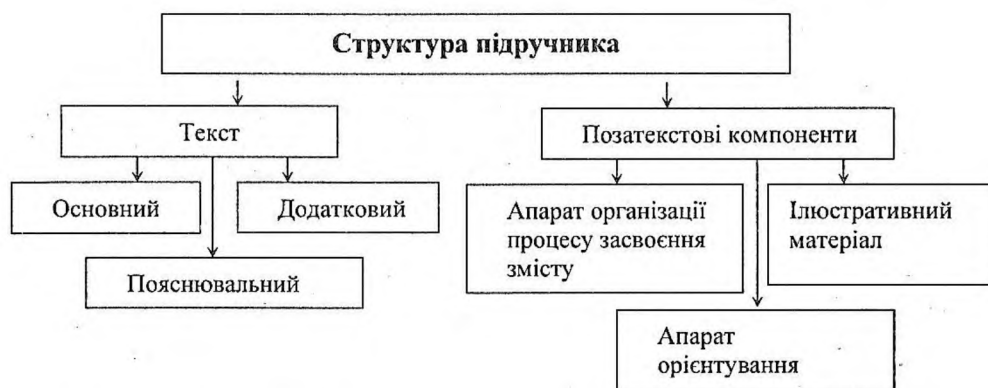 Структура підручника
Текст
Позатекстові компоненти
Основний
Додатковий
Пояснювальний
Апарат організації
процесу засвоєння
змісту
Ілюстративний
матеріал
Апарат
орієнтування